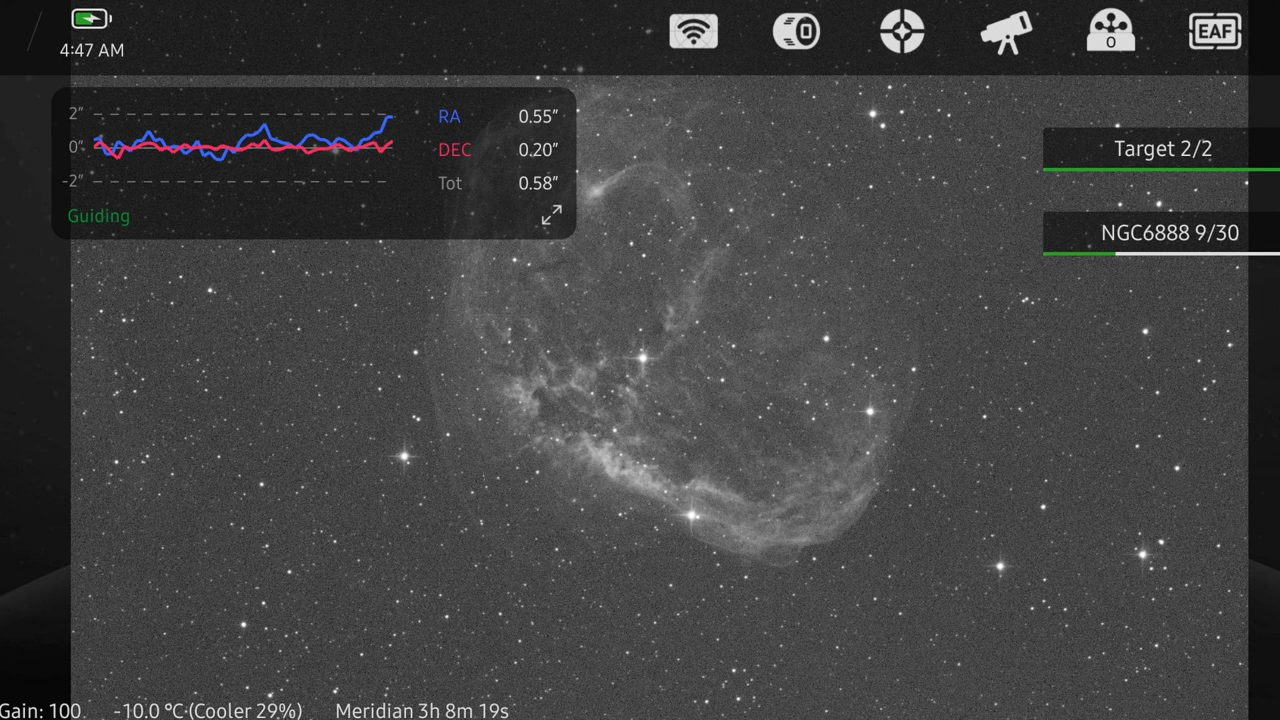 4:47 AM
0
EAF
2″
0″
-2″
RA 0.55″
DEC 0.20″
Tot 0.58″
Guiding
Target 2/2
NGC6888 9/30
Gain: 100 -10.0 ℃ (Cooler 29%) Meridian 3h 8m 19s